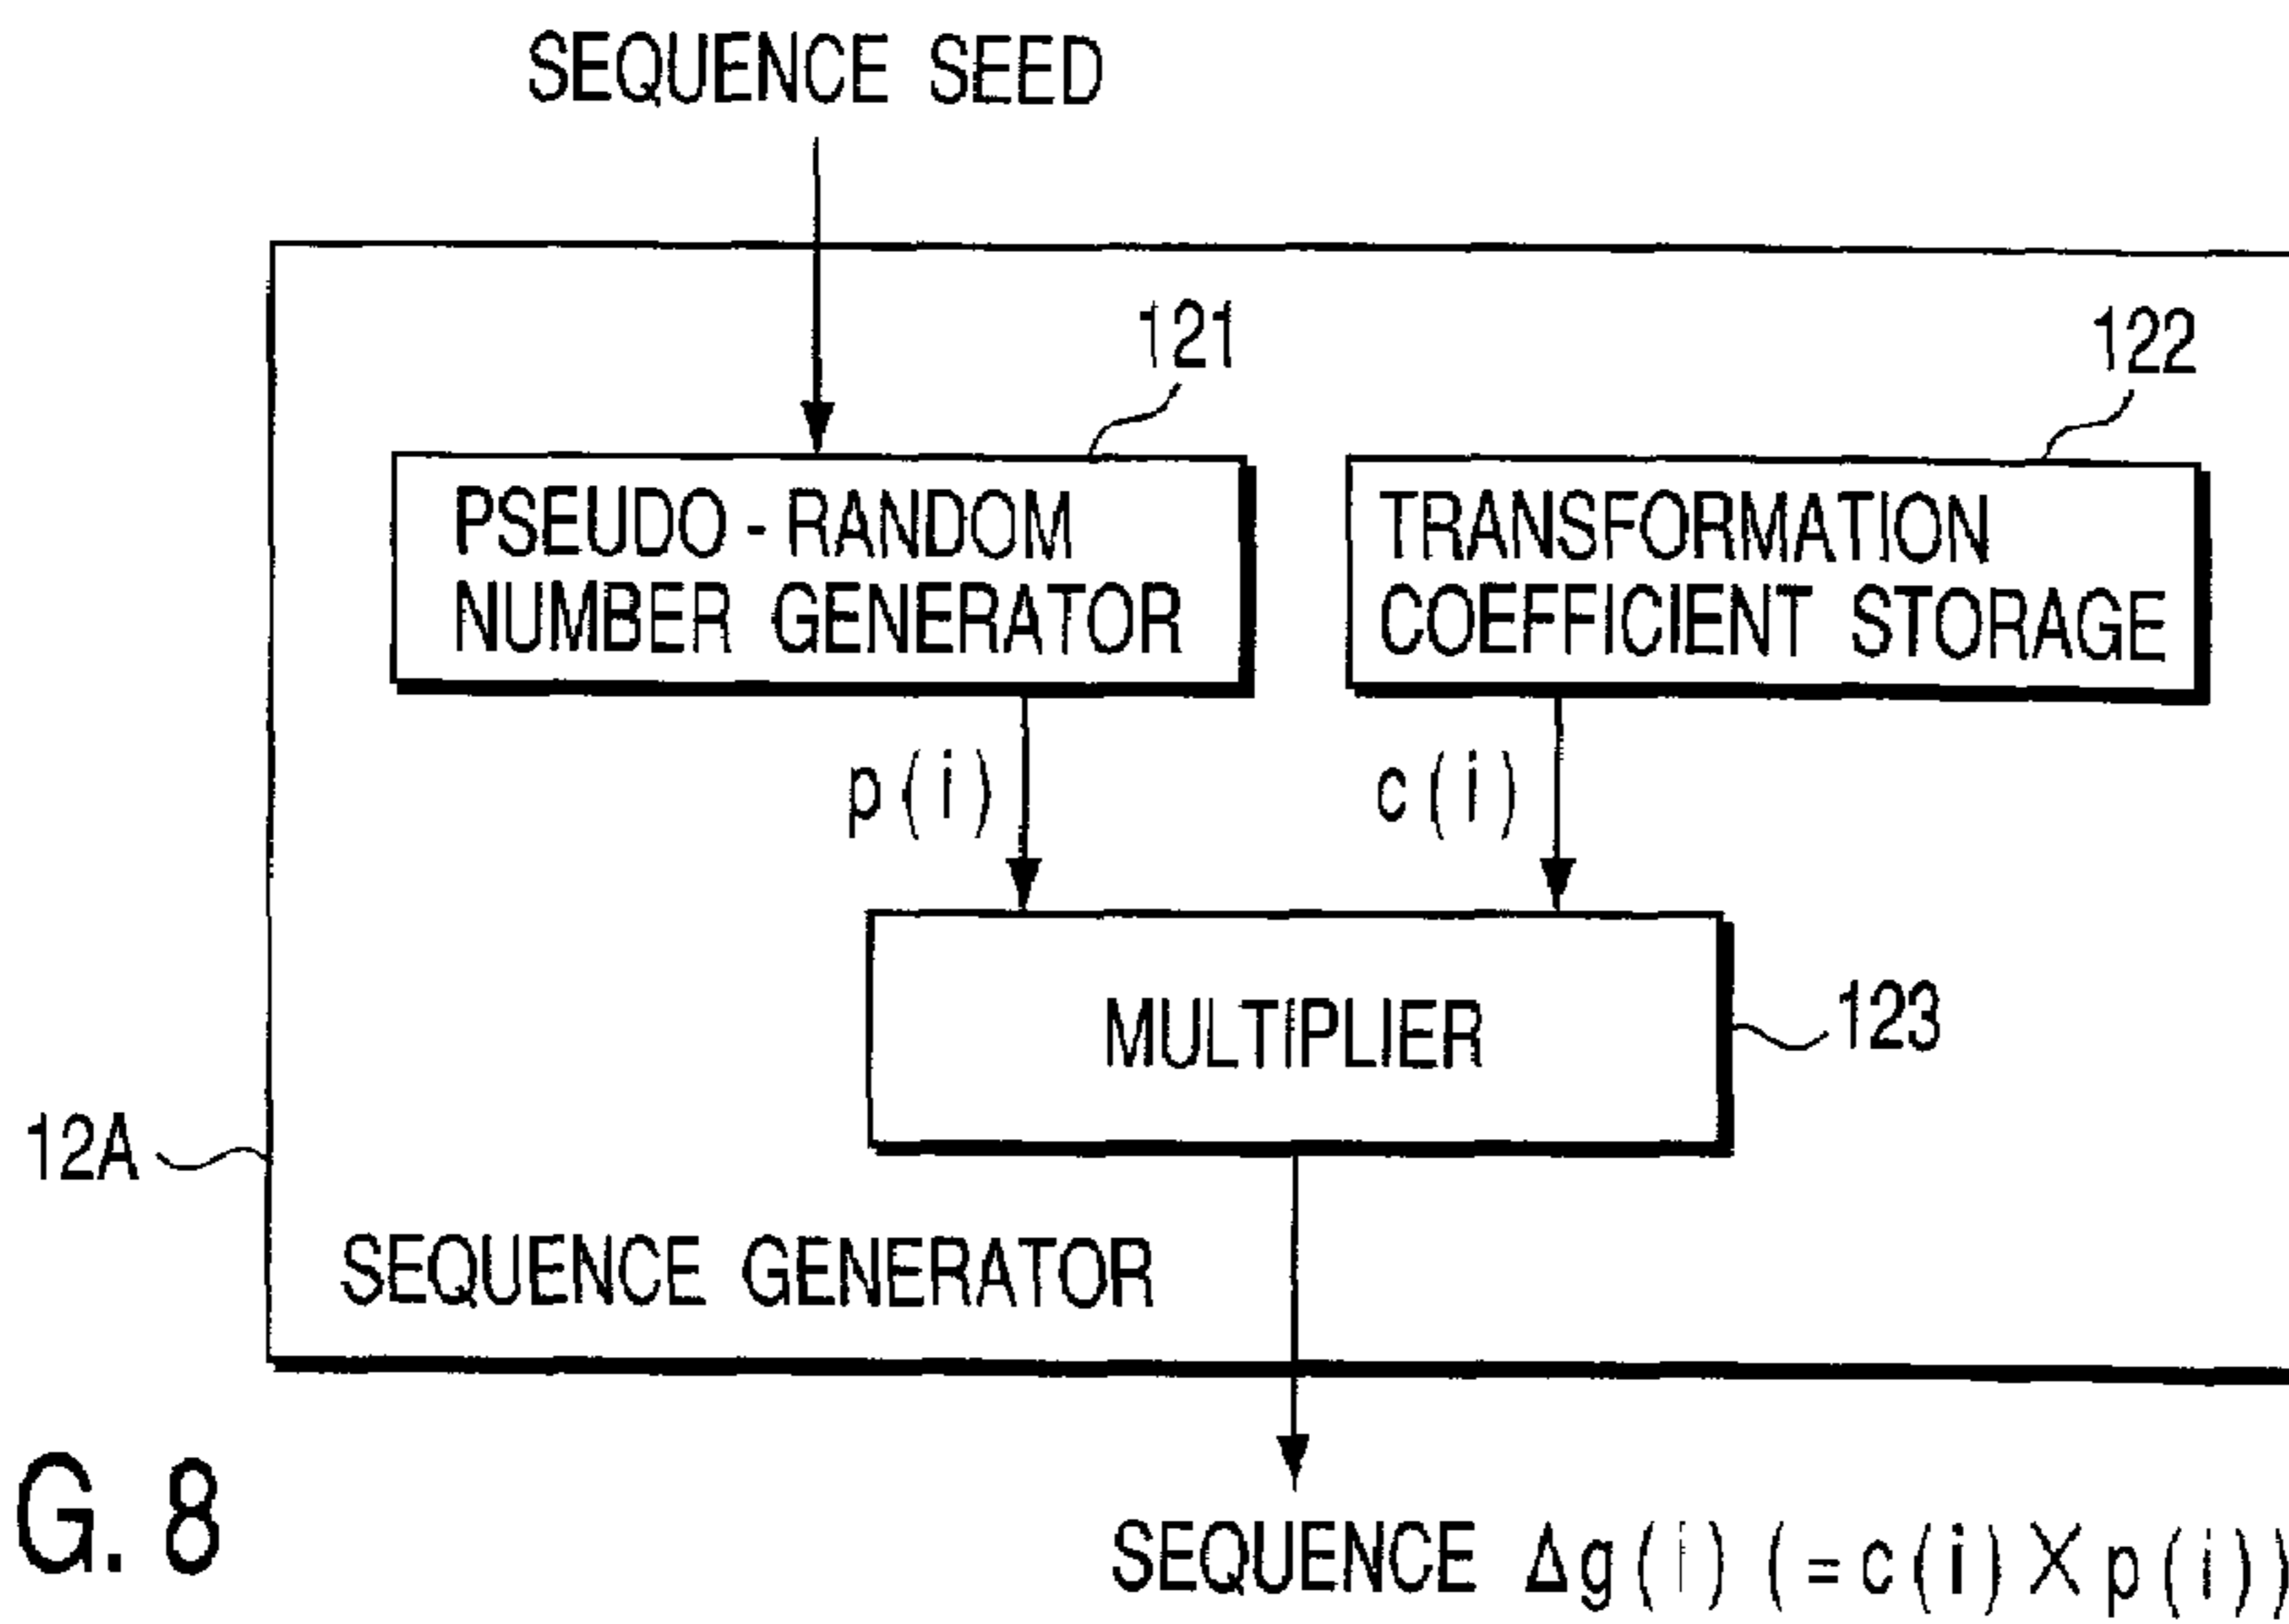 SEQUENCE SEED
121
122
PSEUDO-RANDOM
NUMBER GENERATOR
TRANSFORMATION
COEFFICIENT STORAGE
p(i)
c(i)
MULTIPLIER
123
12A
SEQUENCE GENERATOR
G. 8
SEQUENCE Δg(i) (=c(i)×p(i))